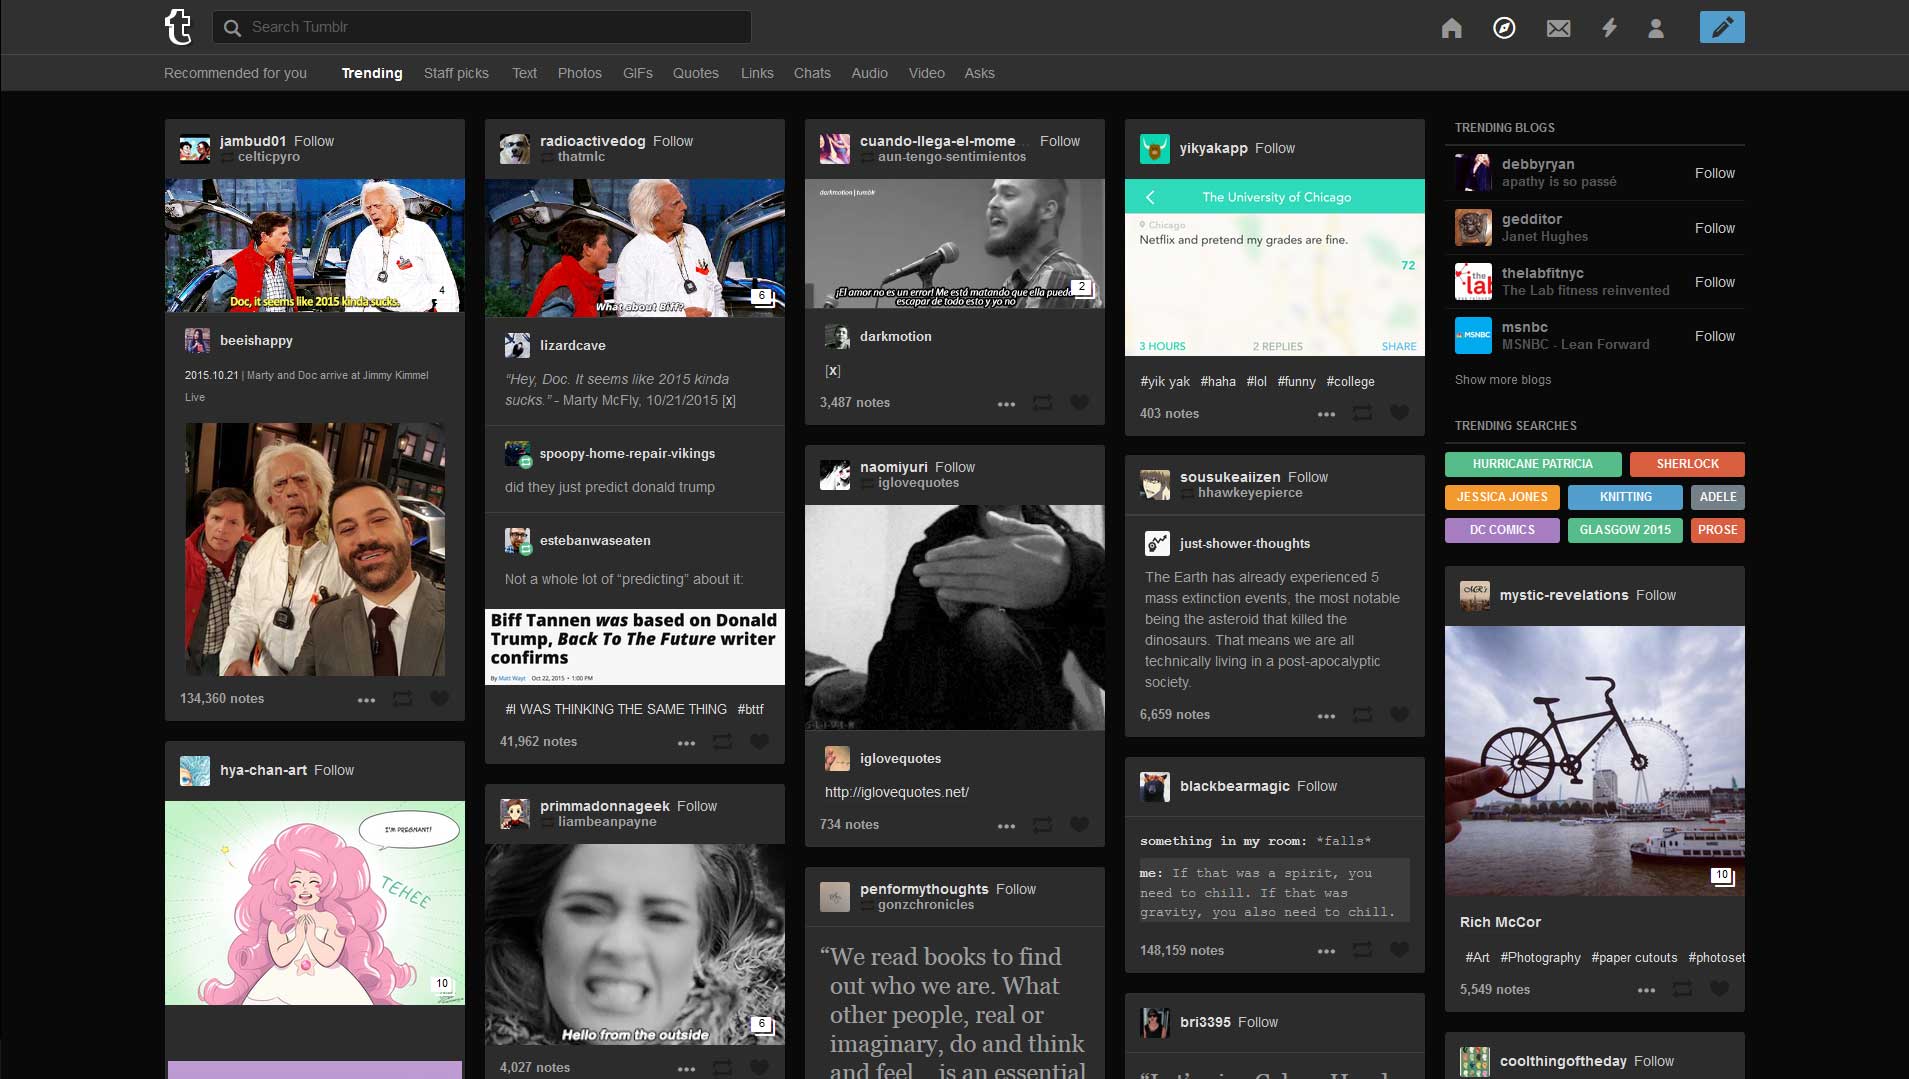 Search Tumblr
Recommended for you
Trending
Staff picks
Text
Photos
GIFs
Quotes
Links
Chats
Audio
Video
Asks
jambud01 Follow
celticpyro
Doc, it seems like 2015 kinda sucks.
4
beeishappy
2015.10.21 | Marty and Doc arrive at Jimmy Kimmel
Live
134,360 notes
hya-chan-art Follow
I'M PREGNANT!
TEHEE
10
radioactivedog Follow
thatmlc
What about Biff?
6
lizardcave
“Hey, Doc. It seems like 2015 kinda
sucks.” - Marty McFly, 10/21/2015 [x]
spoopy-home-repair-vikings
did they just predict donald trump
estebanwaseaten
Not a whole lot of “predicting” about it:
Biff Tannen was based on Donald
Trump, Back To The Future writer
confirms
By Matt Wayt Oct 22, 2015 • 1:00 PM
#I WAS THINKING THE SAME THING #bttf
41,962 notes
primmadonnageek Follow
liambeanpayne
Hello from the outside
6
4,027 notes
cuando-llega-el-mome... Follow
aun-tengo-sentimientos
darkmotion | tumblr
¡El amor no es un error! Me está matando que ella pueda
escapar de todo esto y yo no
2
darkmotion
[x]
3,487 notes
naomiyuri Follow
iglovequotes
iglovequotes
http://iglovequotes.net/
734 notes
penformythoughts Follow
gonzchronicles
“We read books to find
out who we are. What
other people, real or
imaginary, do and think
and feel... is an essential
yikyakapp Follow
The University of Chicago
Chicago
Netflix and pretend my grades are fine.
72
3 HOURS 2 REPLIES SHARE
#yik yak #haha #lol #funny #college
403 notes
sousukeaiizen Follow
hhawkeyepierce
just-shower-thoughts
The Earth has already experienced 5
mass extinction events, the most notable
being the asteroid that killed the
dinosaurs. That means we are all
technically living in a post-apocalyptic
society.
6,659 notes
blackbearmagic Follow
something in my room: *falls*
me: If that was a spirit, you
need to chill. If that was
gravity, you also need to chill.
148,159 notes
bri3395 Follow
TRENDING BLOGS
debbyryan
apathy is so passé
Follow
gedditor
Janet Hughes
Follow
the
lab
thelabfitnyc
The Lab fitness reinvented
Follow
MSNBC
msnbc
MSNBC - Lean Forward
Follow
Show more blogs
TRENDING SEARCHES
HURRICANE PATRICIA SHERLOCK
JESSICA JONES KNITTING ADELE
DC COMICS GLASGOW 2015 PROSE
mystic-revelations Follow
10
Rich McCor
#Art #Photography #paper cutouts #photoset
5,549 notes
coolthingoftheday Follow